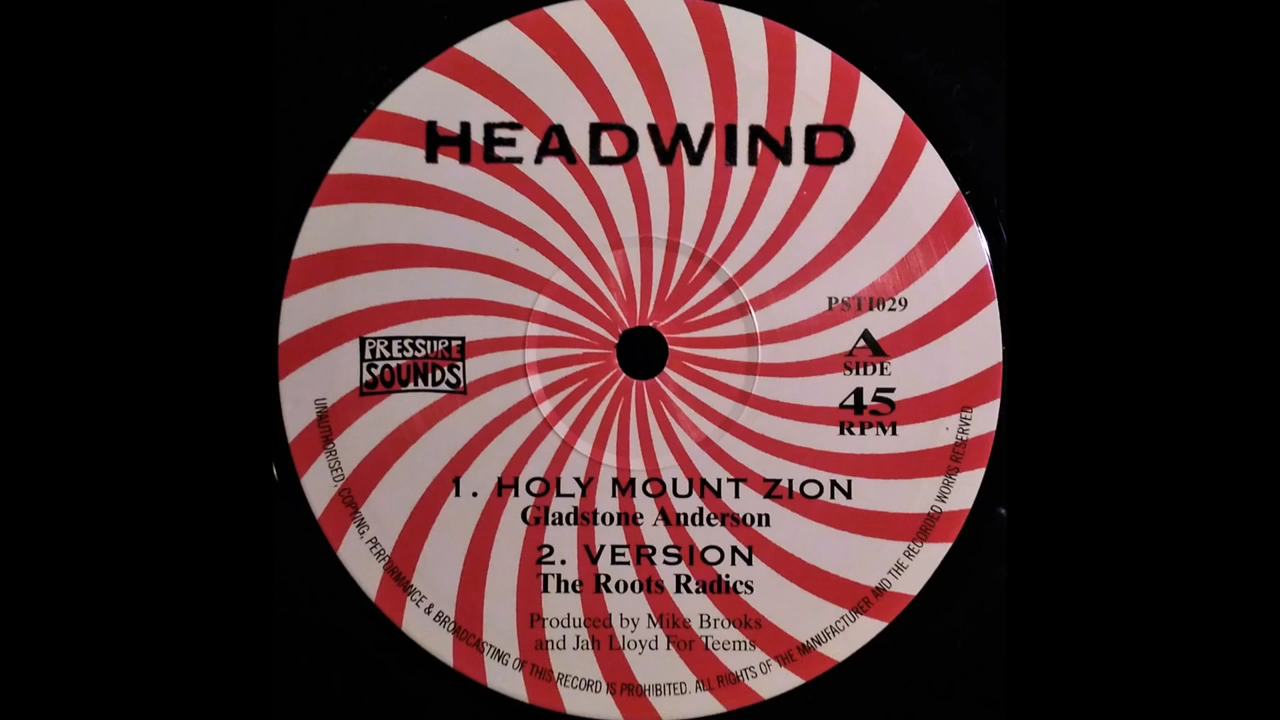 HEADWIND
PSTI029
A
SIDE
45
RPM
PRESSURE
SOUNDS
1. HOLY MOUNT ZION
Gladstone Anderson
2. VERSION
The Roots Radics
Produced by Mike Brooks
and Jah Lloyd For Teems
UNAUTHORISED, COPYING, PERFORMANCE & BROADCASTING OF THIS RECORD IS PROHIBITED. ALL RIGHTS OF THE MANUFACTURER AND THE RECORDED WORKS RESERVED